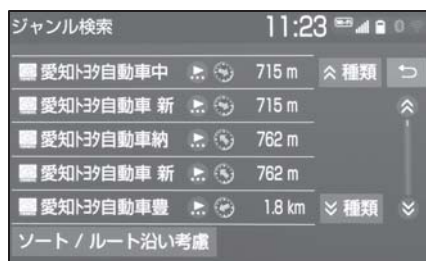 ジャンル検索 11:23
愛知トヨタ自動車中 715 m 種類
愛知トヨタ自動車 新 715 m
愛知トヨタ自動車納 762 m
愛知トヨタ自動車 新 762 m
愛知トヨタ自動車豊 1.8 km 種類
ソート / ルート沿い考慮